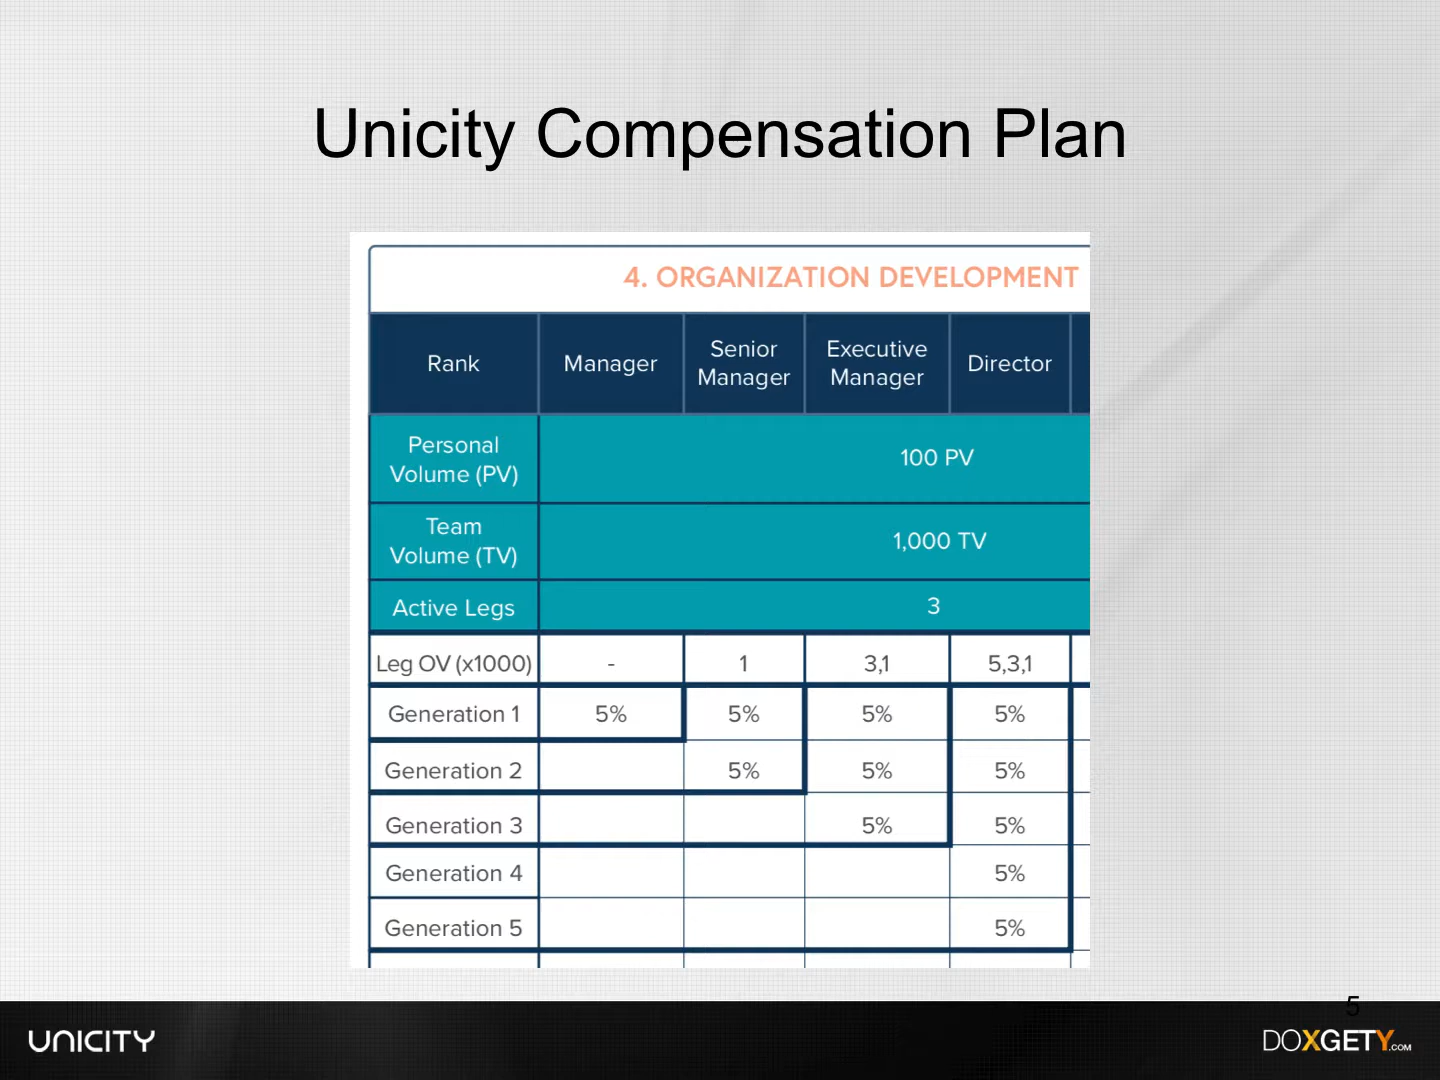 Unicity Compensation Plan
4. ORGANIZATION DEVELOPMENT
Rank Manager Senior Manager Executive Manager Director
Personal Volume (PV) 100 PV
Team Volume (TV) 1,000 TV
Active Legs 3
Leg OV (x1000) - 1 3,1 5,3,1
Generation 1 5% 5% 5% 5%
Generation 2 5% 5% 5%
Generation 3 5% 5%
Generation 4 5%
Generation 5 5%
5
UNICITY
DOXGETY.COM